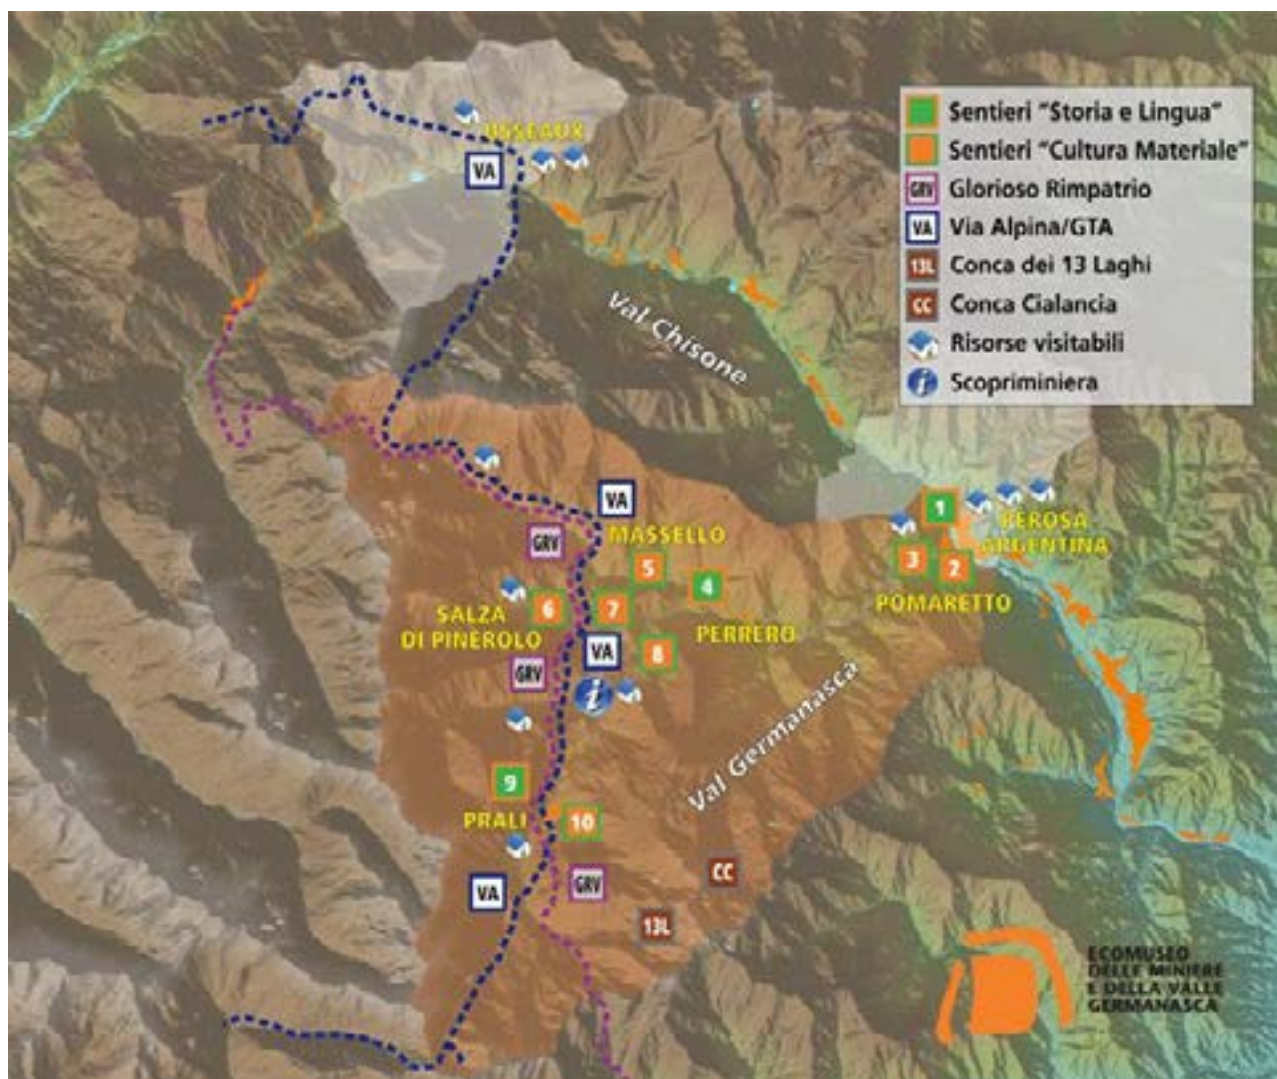 USSEAUX
VA
Sentieri "Storia e Lingua"
Sentieri "Cultura Materiale"
GRV Glorioso Rimpatrio
VA Via Alpina/GTA
13L Conca dei 13 Laghi
CC Conca Cialancia
Risorse visitabili
i Scopriminiera
Val Chisone
VA
1
PEROSA
ARGENTINA
GRV
MASSELLO
3
2
5
4
POMARETTO
SALZA
DI PINEROLO
6
7
PERRERO
VA
8
GRV
i
Val Germanasca
9
PRALI
10
VA
GRV
CC
13L
ECOMUSEO
DELLE MINIERE
E DELLA VALLE
GERMANASCA